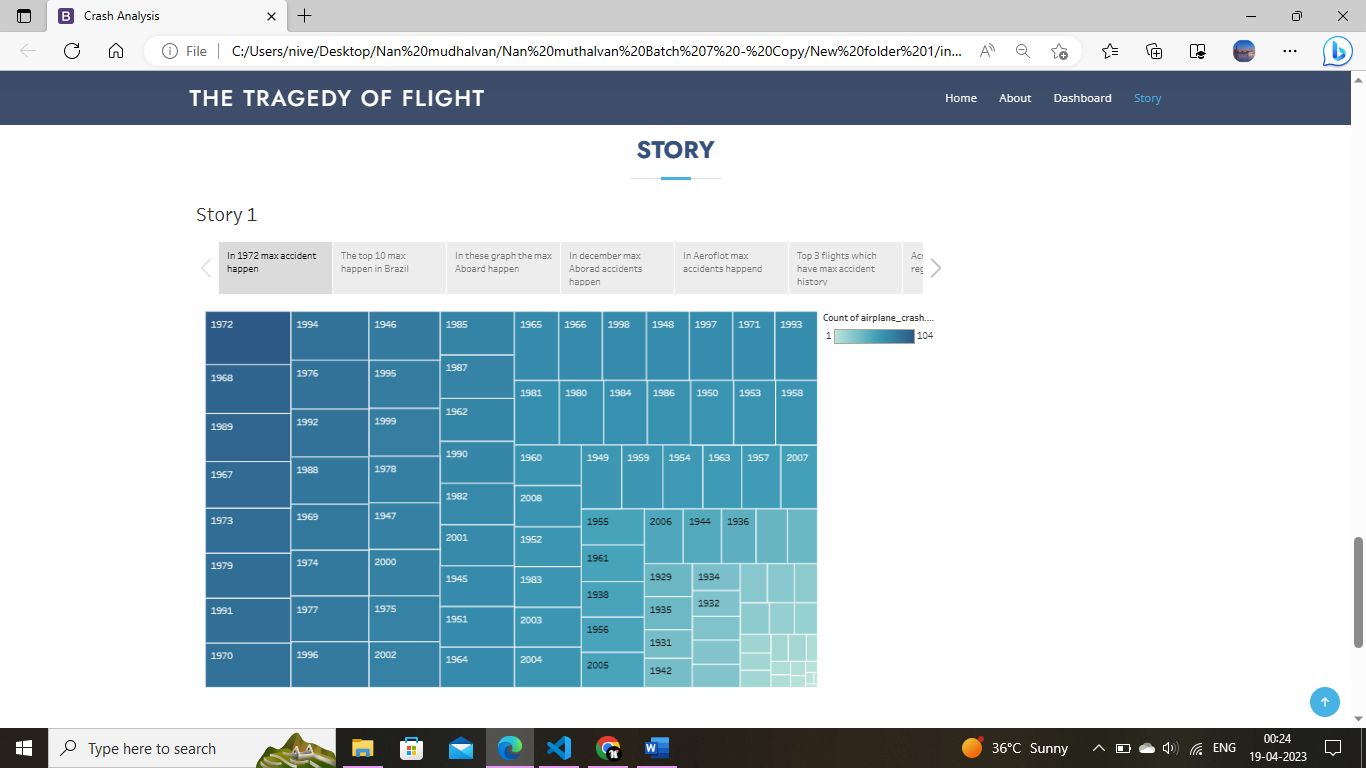 Crash Analysis
File
C:/Users/nive/Desktop/Nan%20mudhalvan/Nan%20muthalvan%20Batch%207%20-%20Copy/New%20folder%201/in...
THE TRAGEDY OF FLIGHT
Home About Dashboard Story
STORY
Story 1
In 1972 max accident
happen
The top 10 max
happen in Brazil
In these graph the max
Aboard happen
In december max
Aborad accidents
happen
In Aeroflot max
accidents happend
Top 3 flights which
have max accident
history
Count of airplane_crash....
1 104
1972 1994 1946 1985 1965 1966 1998 1948 1997 1971 1993
1987
1968 1976 1995
1981 1980 1984 1986 1950 1953 1958
1962
1989 1992 1999
1990 1960 1949 1959 1954 1963 1957 2007
1967 1988 1978
1982 2008
1973 1969 1947 1955 2006 1944 1936
2001 1952
1979 1974 2000 1961
1945 1983 1929 1934
1938
1991 1977 1975 1932
1951 2003 1935
1956
1970 1996 2002 1964 2004 1931
2005 1942
Type here to search
36°C Sunny
ENG
00:24
19-04-2023